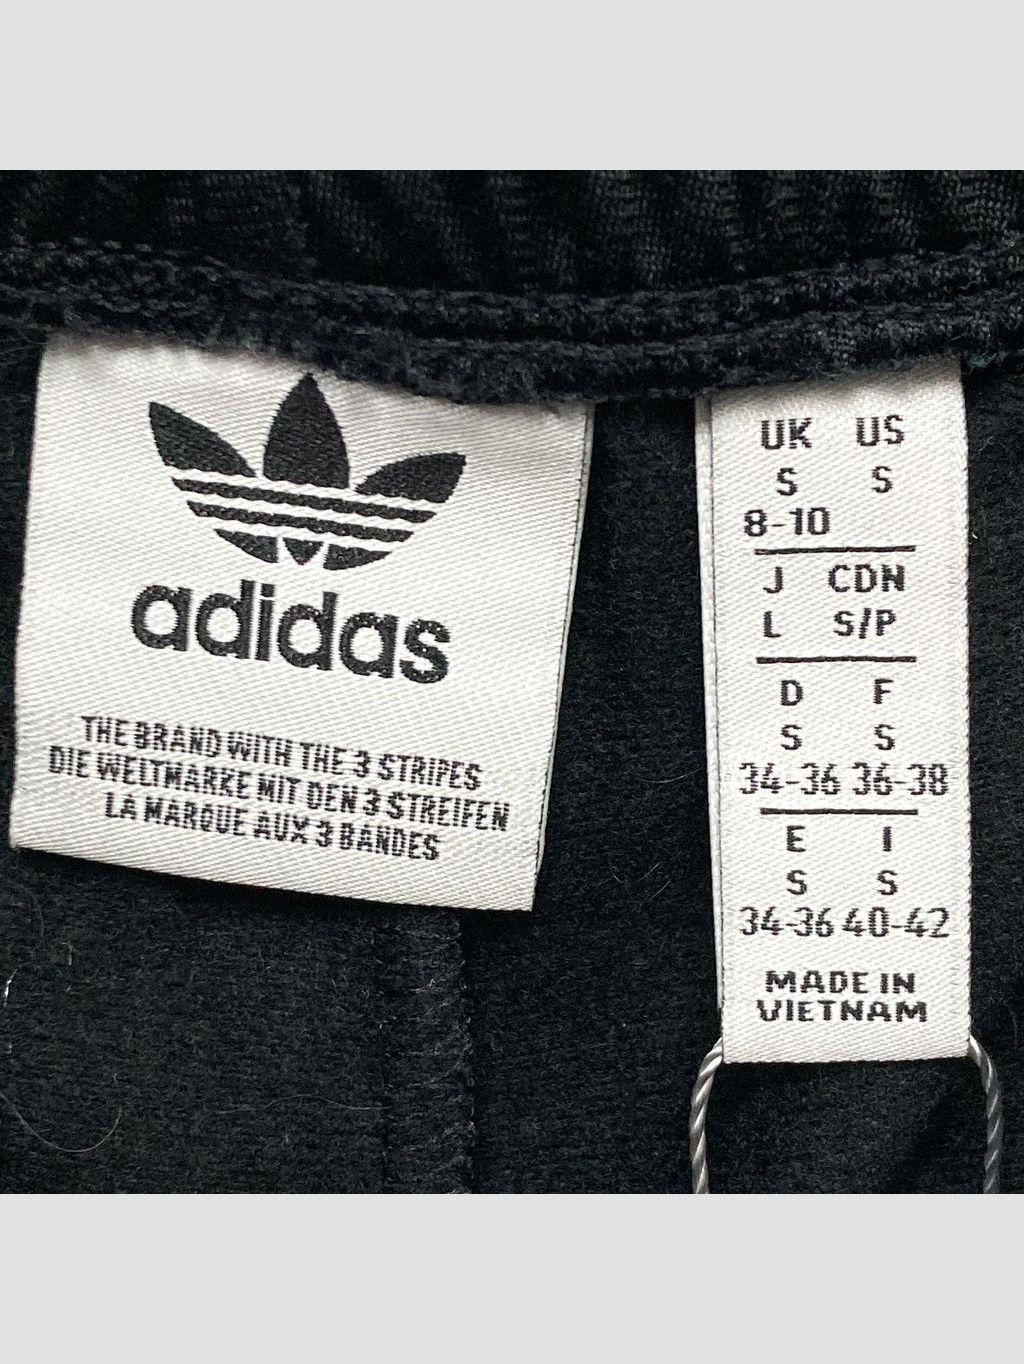 adidas
THE BRAND WITH THE 3 STRIPES
DIE WELTMARKE MIT DEN 3 STREIFEN
LA MARQUE AUX 3 BANDES
UK US
S S
8-10
J CDN
L S/P
D F
S S
34-36 36-38
E I
S S
34-36 40-42
MADE IN
VIETNAM